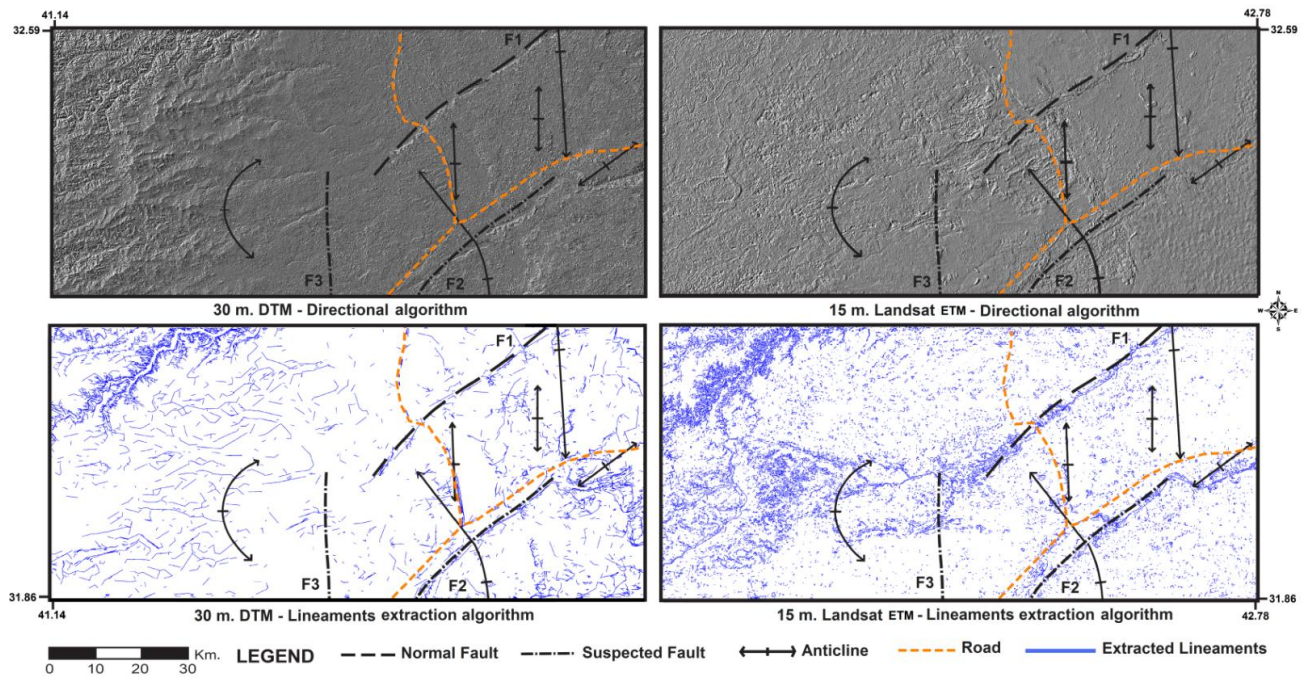 41.14
42.78
32.59
32.59
F1
F1
F3
F2
F3
F2
30 m. DTM - Directional algorithm
15 m. Landsat ETM - Directional algorithm
N
W
E
S
F1
F1
F3
F2
F3
F2
31.86
31.86
41.14
30 m. DTM - Lineaments extraction algorithm
15 m. Landsat ETM - Lineaments extraction algorithm
42.78
0 10 20 30 Km.
LEGEND Normal Fault Suspected Fault Anticline Road Extracted Lineaments